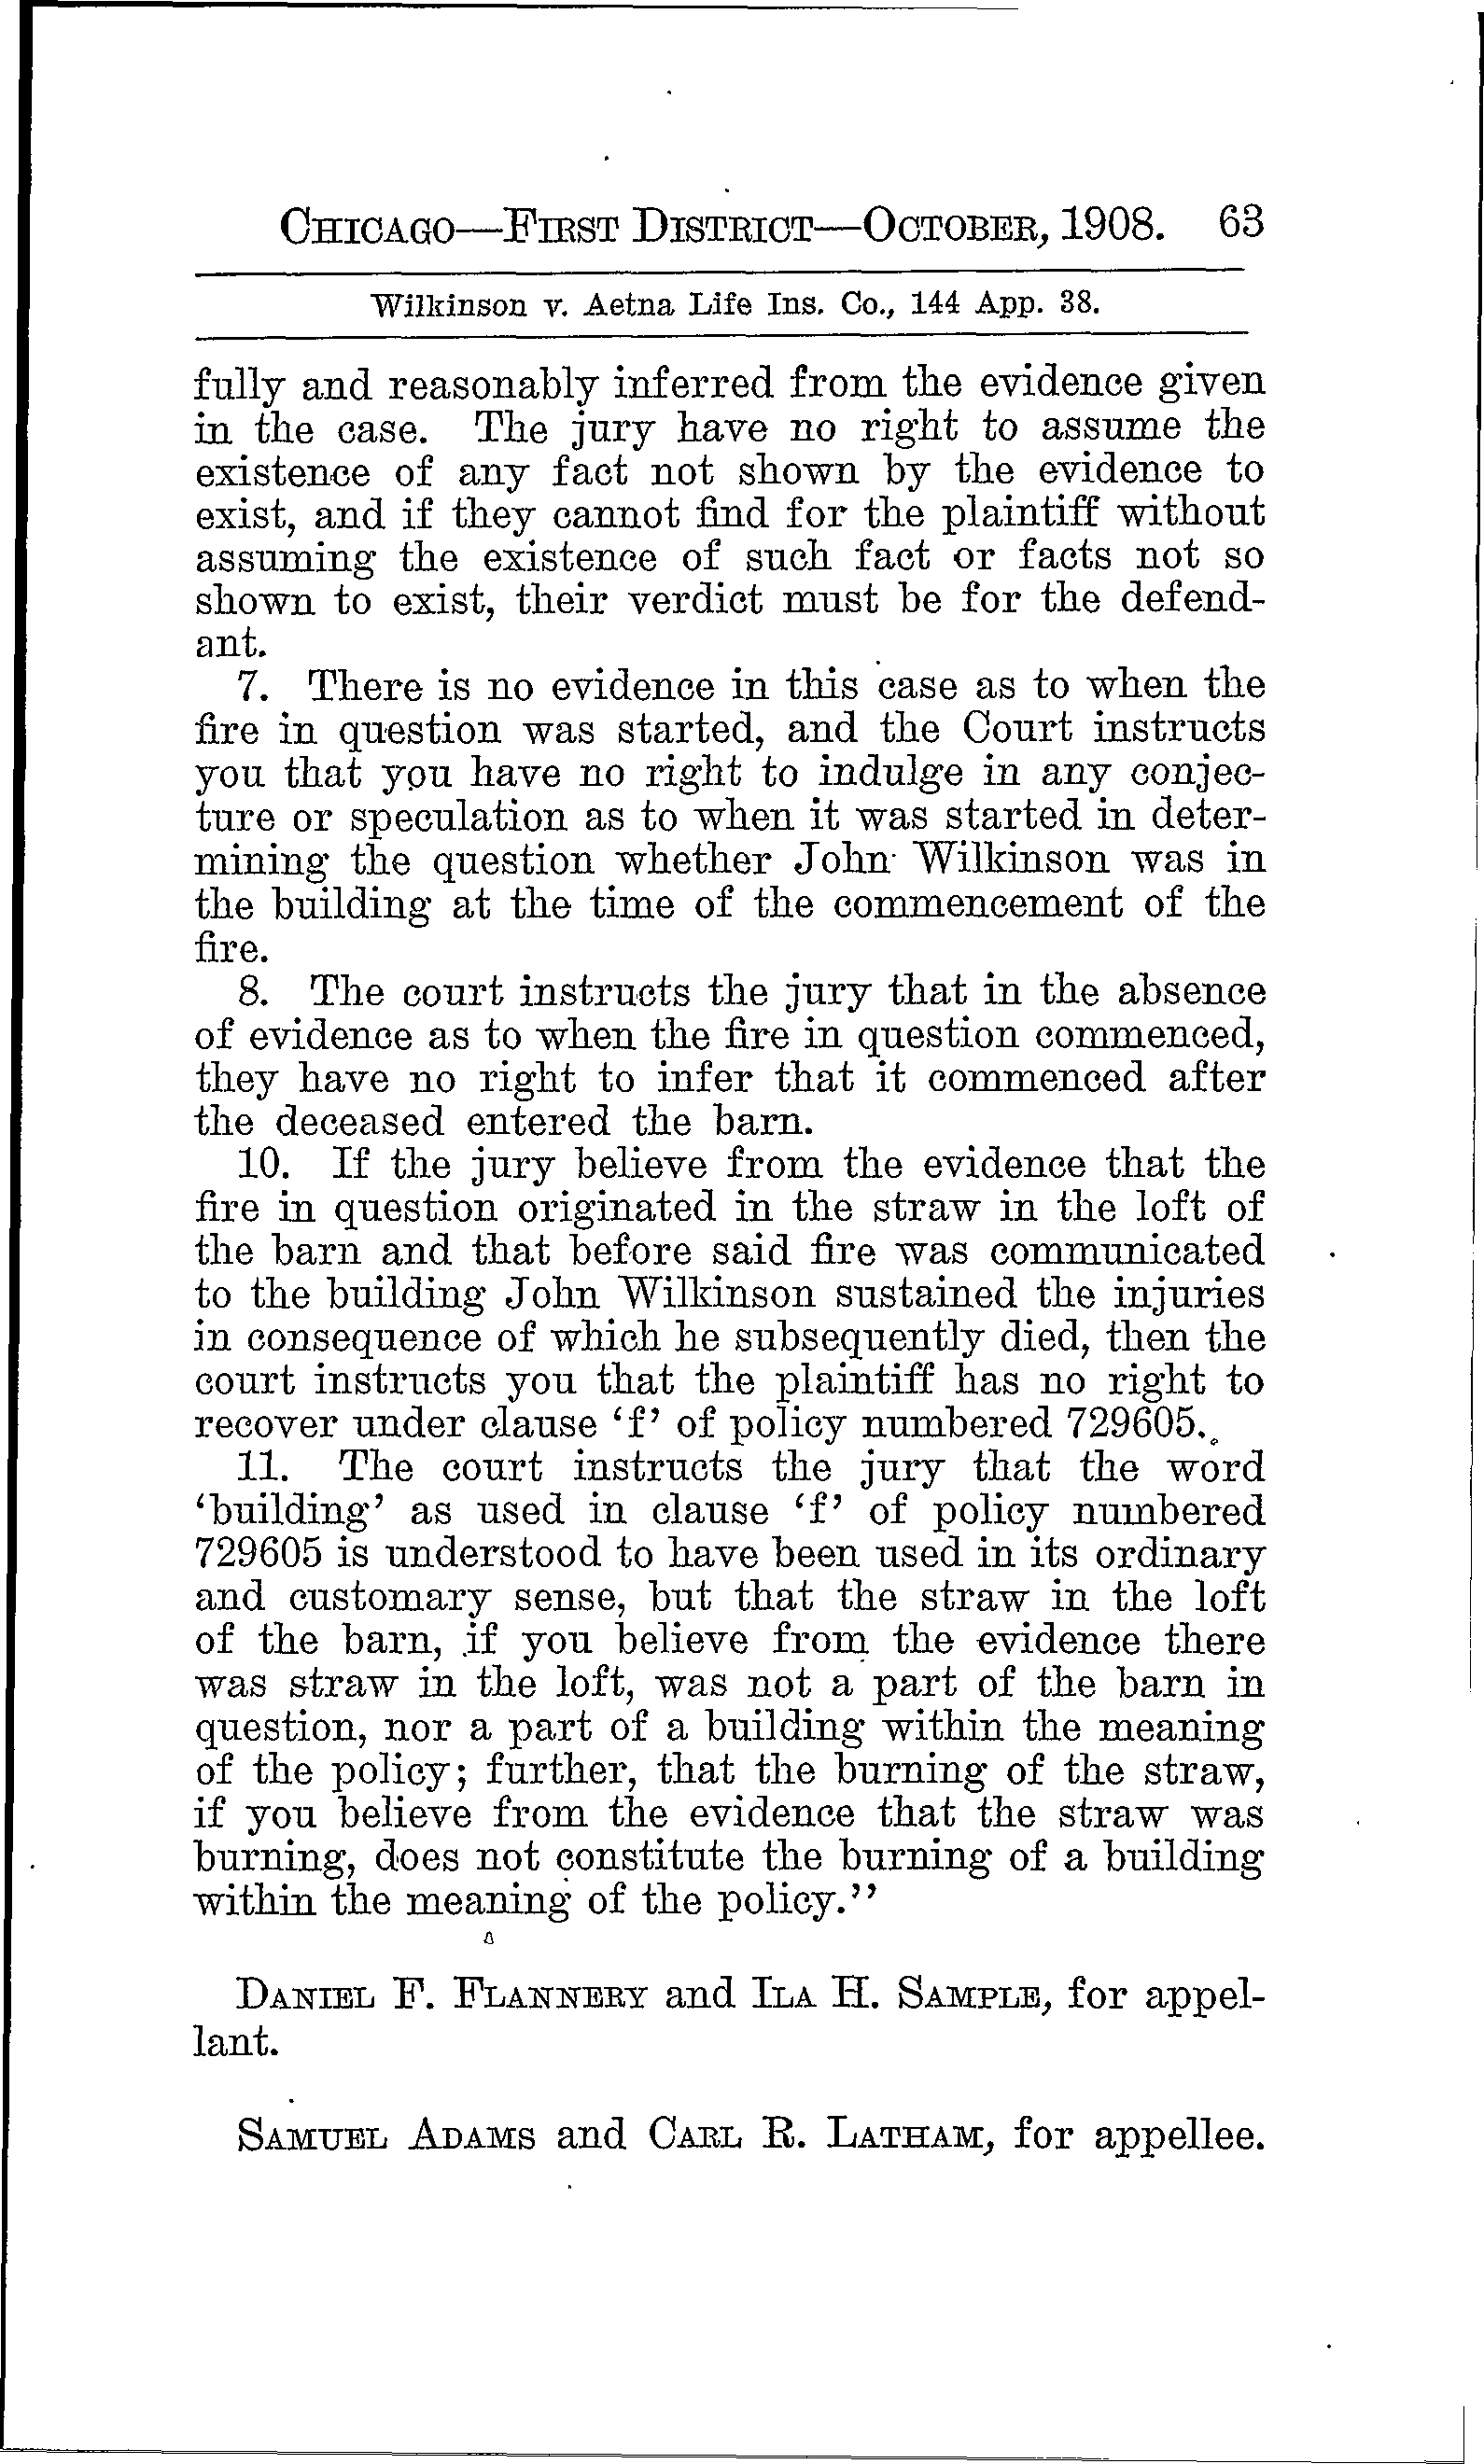 CHICAGO—FIRST DISTRICT—OCTOBER, 1908. 63
Wilkinson v. Aetna Life Ins. Co., 144 App. 38.
fully and reasonably inferred from the evidence given
in the case. The jury have no right to assume the
existence of any fact not shown by the evidence to
exist, and if they cannot find for the plaintiff without
assuming the existence of such fact or facts not so
shown to exist, their verdict must be for the defend-
ant.
7. There is no evidence in this case as to when the
fire in question was started, and the Court instructs
you that you have no right to indulge in any conjec-
ture or speculation as to when it was started in deter-
mining the question whether John Wilkinson was in
the building at the time of the commencement of the
fire.
8. The court instructs the jury that in the absence
of evidence as to when the fire in question commenced,
they have no right to infer that it commenced after
the deceased entered the barn.
10. If the jury believe from the evidence that the
fire in question originated in the straw in the loft of
the barn and that before said fire was communicated
to the building John Wilkinson sustained the injuries
in consequence of which he subsequently died, then the
court instructs you that the plaintiff has no right to
recover under clause ‘f’ of policy numbered 729605.
11. The court instructs the jury that the word
‘building’ as used in clause ‘f’ of policy numbered
729605 is understood to have been used in its ordinary
and customary sense, but that the straw in the loft
of the barn, if you believe from the evidence there
was straw in the loft, was not a part of the barn in
question, nor a part of a building within the meaning
of the policy; further, that the burning of the straw,
if you believe from the evidence that the straw was
burning, does not constitute the burning of a building
within the meaning of the policy.”
DANIEL F. FLANNERY and ILA H. SAMPLE, for appel-
lant.
SAMUEL ADAMS and CARL R. LATHAM, for appellee.